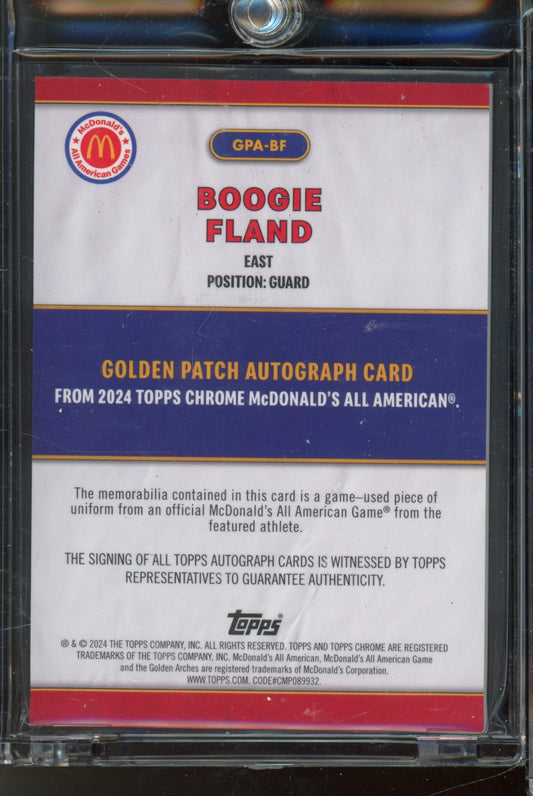 McDonald's
All American Games
GPA-BF
BOOGIE
FLAND
EAST
POSITION: GUARD
GOLDEN PATCH AUTOGRAPH CARD
FROM 2024 TOPPS CHROME McDONALD'S ALL AMERICAN®.
The memorabilia contained in this card is a game–used piece of
uniform from an official McDonald's All American Game® from the
featured athlete.
THE SIGNING OF ALL TOPPS AUTOGRAPH CARDS IS WITNESSED BY TOPPS
REPRESENTATIVES TO GUARANTEE AUTHENTICITY.
TOPPS®
® & © 2024 THE TOPPS COMPANY, INC. ALL RIGHTS RESERVED. TOPPS AND TOPPS CHROME ARE REGISTERED
TRADEMARKS OF THE TOPPS COMPANY, INC. McDonald's All American, McDonald's All American Game
and the Golden Arches are registered trademarks of McDonald's Corporation.
WWW.TOPPS.COM. CODE#CMP089932.